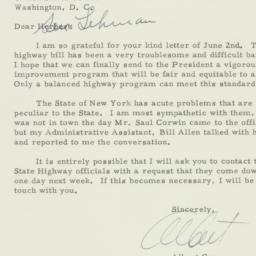 Washington, D. C.
Dear Herbert:
I am so grateful for your kind letter of June 2nd. T
highway bill has been a very troublesome and difficult ba
I hope that we can finally send to the President a vigorou
improvement program that will be fair and equitable to a
Only a balanced highway program can meet this standard
The State of New York has acute problems that are
peculiar to the State. I am most sympathetic with them.
was not in town the day Mr. Saul Corwin came to the offic
but my Administrative Assistant, Bill Allen talked with h
and reported to me the conversation.
It is entirely possible that I will ask you to contact t
State Highway officials with a request that they come dow
one day next week. If this becomes necessary, I will be
touch with you.
Sincerely,
Albert